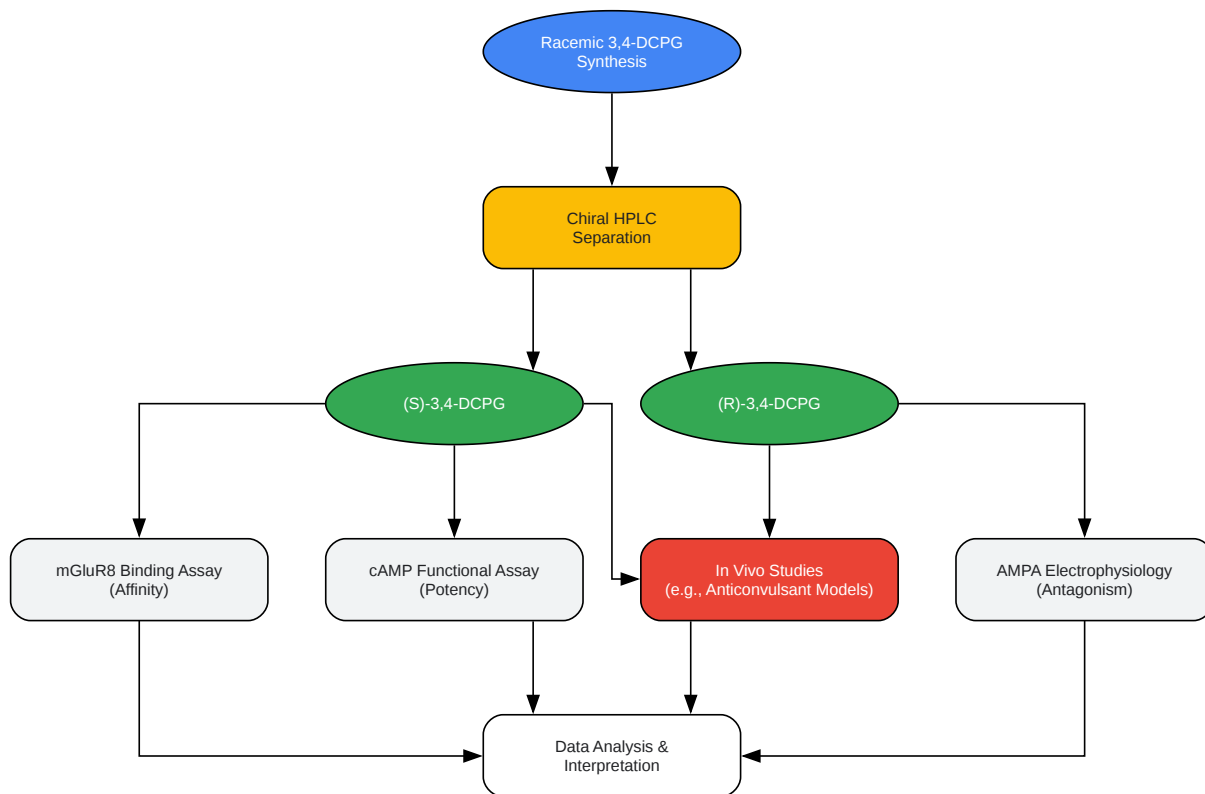 Racemic 3,4-DCPG
Synthesis
Chiral HPLC
Separation
(S)-3,4-DCPG
(R)-3,4-DCPG
mGluR8 Binding Assay
(Affinity)
cAMP Functional Assay
(Potency)
In Vivo Studies
(e.g., Anticonvulsant Models)
AMPA Electrophysiology
(Antagonism)
Data Analysis &
Interpretation